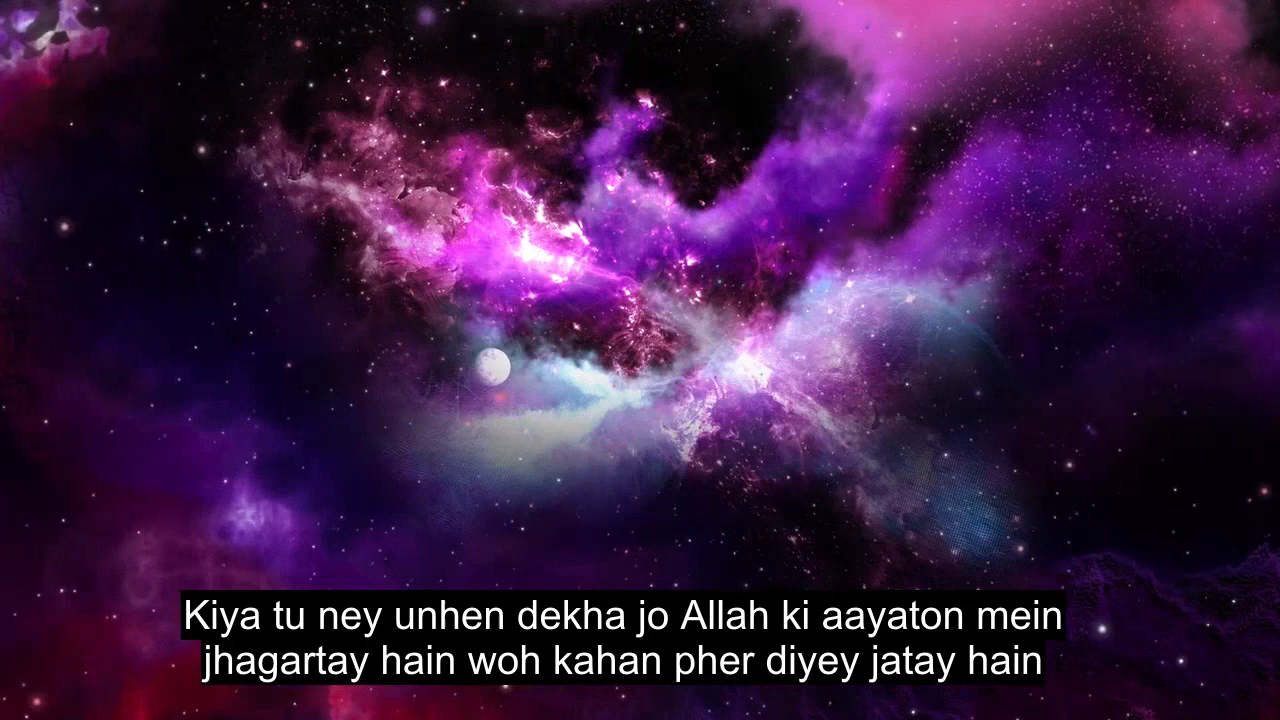 Kiya tu ney unhen dekha jo Allah ki aayaton mein
jhagartay hain woh kahan pher diyey jatay hain